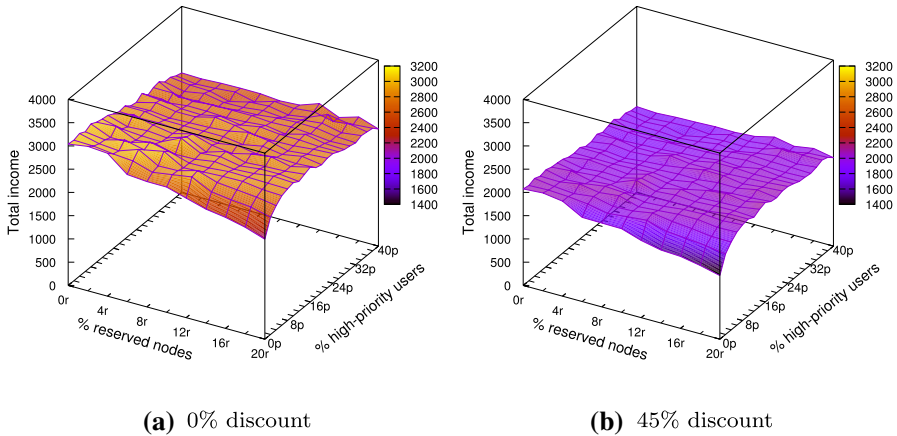 Total income
4000
3500
3000
2500
2000
1500
1000
500
0
0r
4r
8r
12r
16r
20r
% reserved nodes
0p
8p
16p
24p
32p
40p
% high-priority users
3200
3000
2800
2600
2400
2200
2000
1800
1600
1400
(a) 0% discount
Total income
4000
3500
3000
2500
2000
1500
1000
500
0
0r
4r
8r
12r
16r
20r
% reserved nodes
0p
8p
16p
24p
32p
40p
% high-priority users
3200
3000
2800
2600
2400
2200
2000
1800
1600
1400
(b) 45% discount